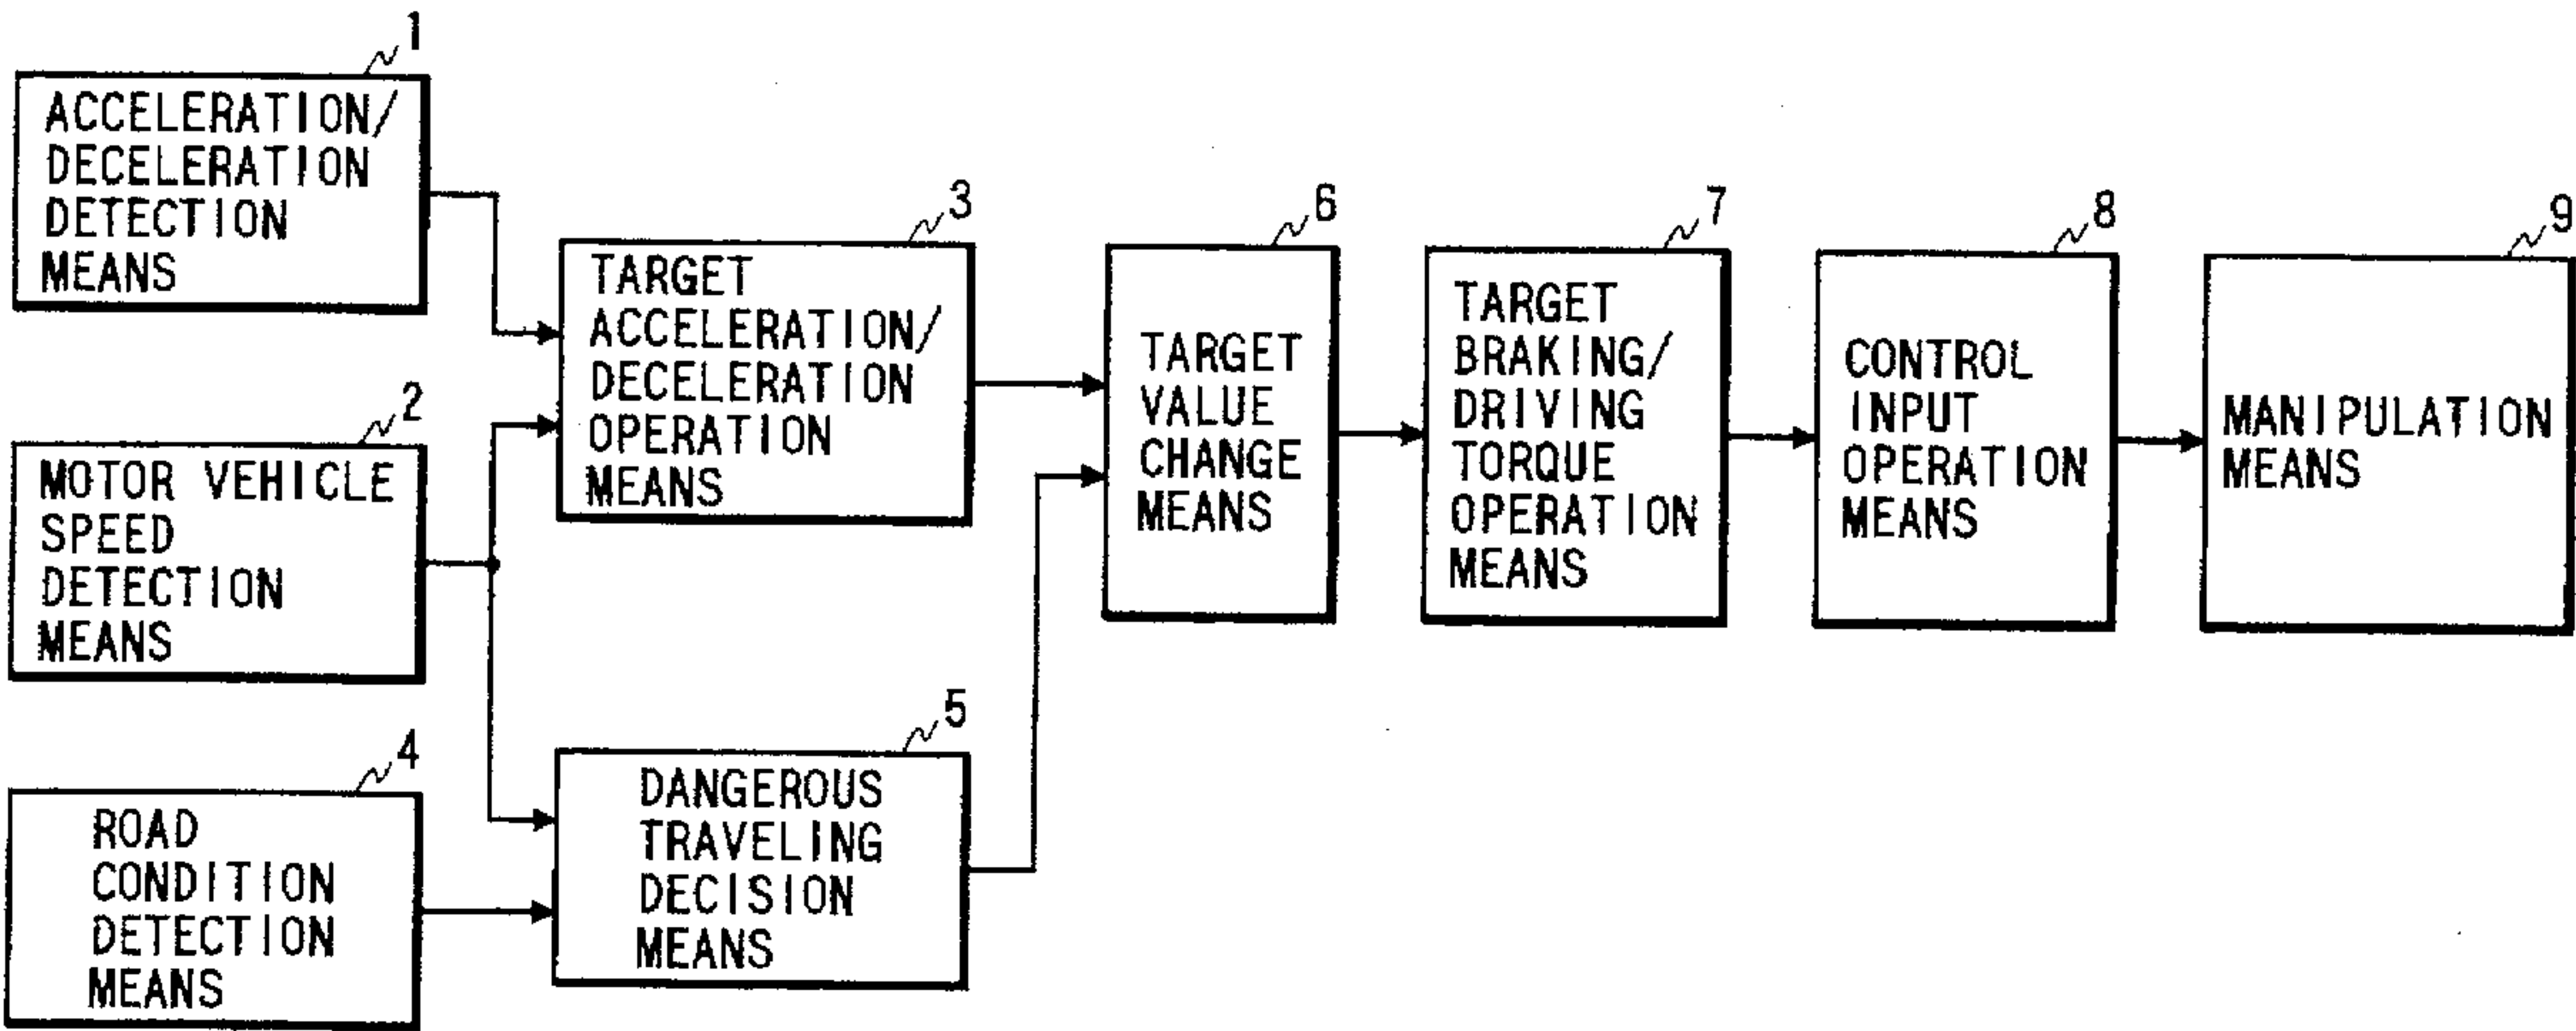 1
ACCELERATION/
DECELERATION
DETECTION
MEANS
2
MOTOR VEHICLE
SPEED
DETECTION
MEANS
4
ROAD
CONDITION
DETECTION
MEANS
3
TARGET
ACCELERATION/
DECELERATION
OPERATION
MEANS
5
DANGEROUS
TRAVELING
DECISION
MEANS
6
TARGET
VALUE
CHANGE
MEANS
7
TARGET
BRAKING/
DRIVING
TORQUE
OPERATION
MEANS
8
CONTROL
INPUT
OPERATION
MEANS
9
MANIPULATION
MEANS